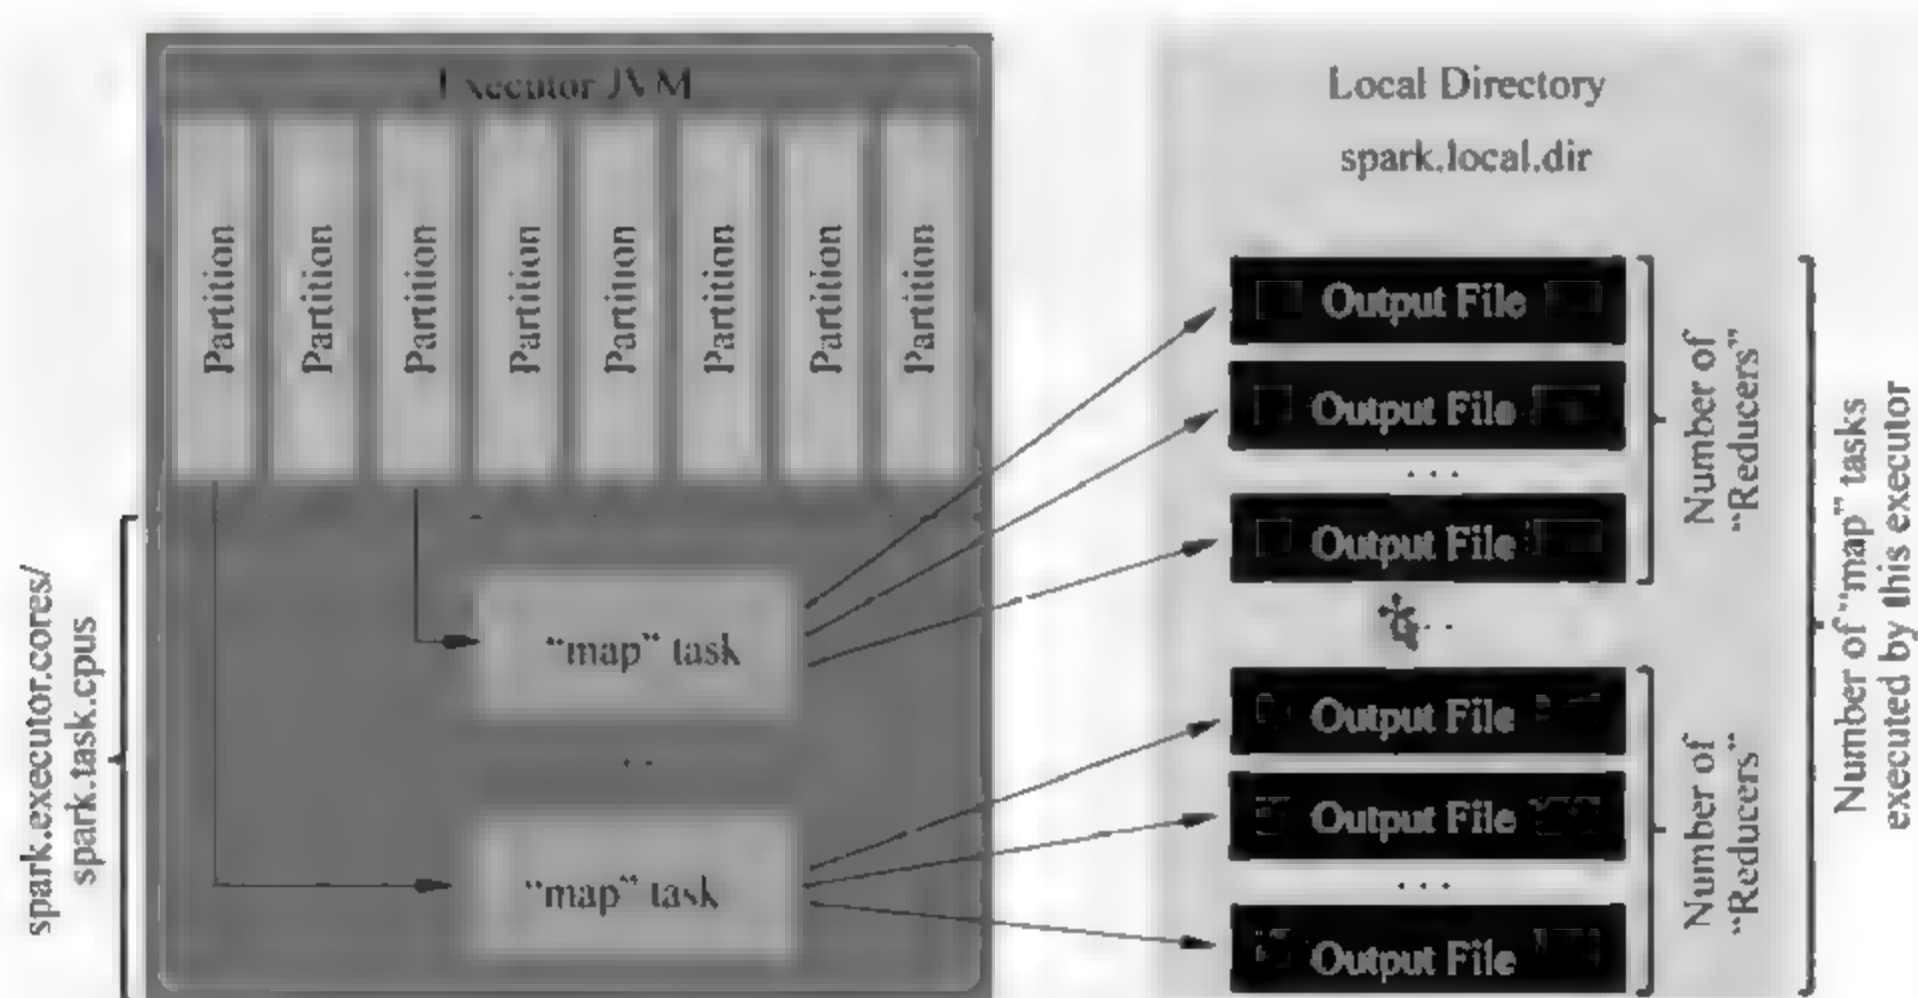 Executor JVM
Partition
Partition
Partition
Partition
Partition
Partition
Partition
Partition
spark.executor.cores/
spark.task.cpus
“map” task
..
“map” task
Local Directory
spark.local.dir
Output File
Output File
...
Output File
Output File
Output File
...
Output File
Number of
“Reducers”
Number of
“Reducers”
Number of “map” tasks
executed by this executor